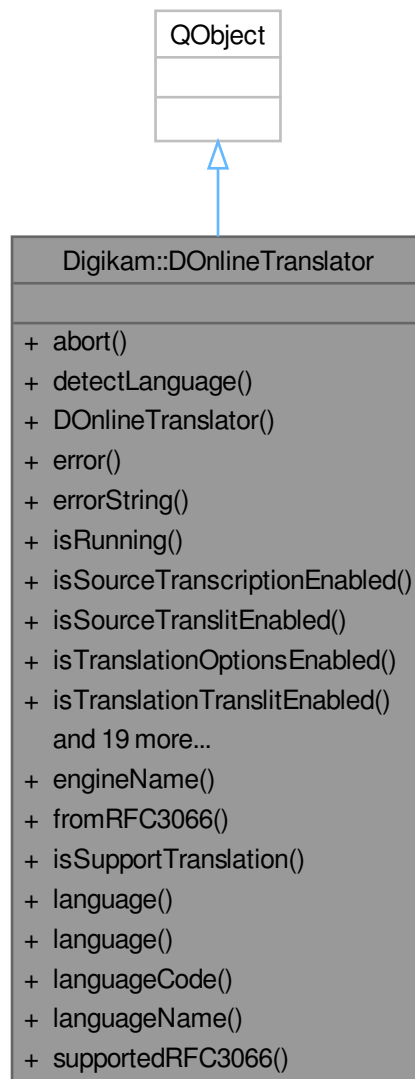 QObject
Digikam::DOnlineTranslator
+ abort()
+ detectLanguage()
+ DOnlineTranslator()
+ error()
+ errorString()
+ isRunning()
+ isSourceTranscriptionEnabled()
+ isSourceTranslitEnabled()
+ isTranslationOptionsEnabled()
+ isTranslationTranslitEnabled()
and 19 more...
+ engineName()
+ fromRFC3066()
+ isSupportTranslation()
+ language()
+ language()
+ languageCode()
+ languageName()
+ supportedRFC3066()